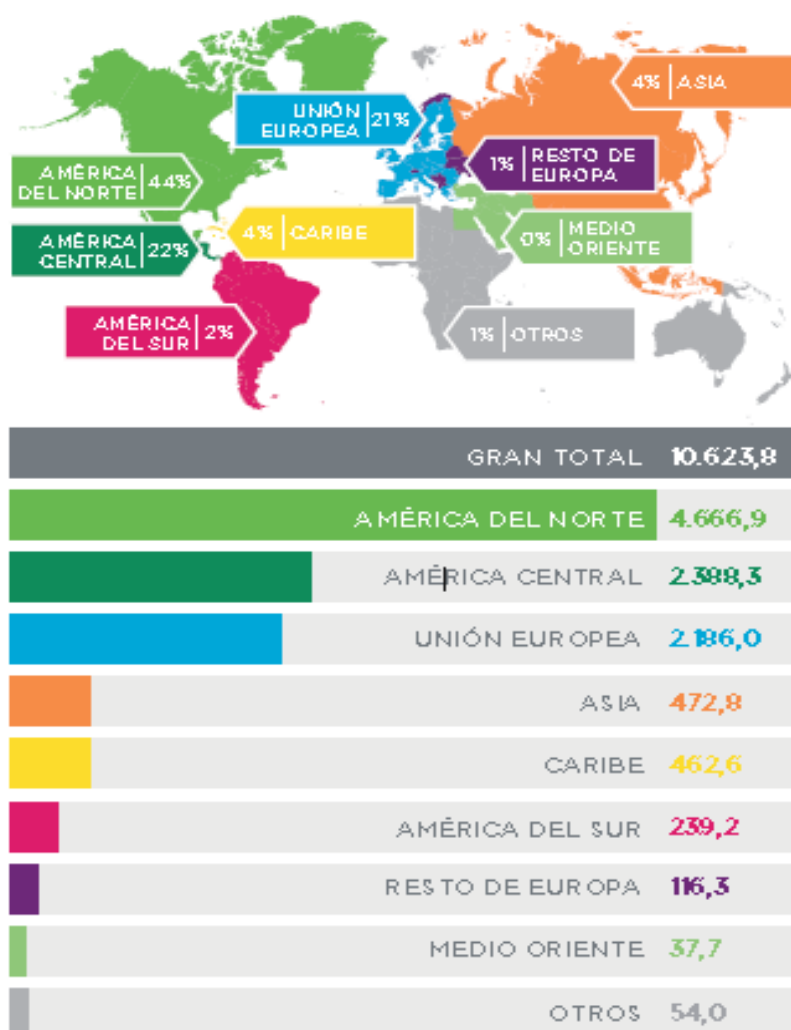 4% | ASIA
UNIÓN
EUROPEA | 21%
1% | RESTO DE
EUROPA
AMÉRICA
DEL NORTE | 44%
4% | CARIBE
0% | MEDIO
ORIENTE
AMÉRICA
CENTRAL | 22%
AMÉRICA
DEL SUR | 2%
1% | OTROS
GRAN TOTAL 10.623,8
AMÉRICA DEL NORTE 4.666,9
AMÉRICA CENTRAL 2.388,3
UNIÓN EUROPEA 2.186,0
ASIA 472,8
CARIBE 462,6
AMÉRICA DEL SUR 239,2
RESTO DE EUROPA 116,3
MEDIO ORIENTE 37,7
OTROS 54,0